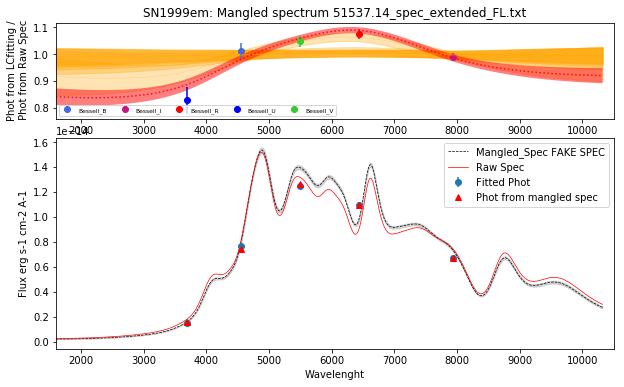 SN1999em: Mangled spectrum 51537.14_spec_extended_FL.txt
Phot from LCfitting /
Phot from Raw Spec
1.1
1.0
0.9
0.8
Bessell_B
Bessell_I
Bessell_R
Bessell_U
Bessell_V
2000 3000 4000 5000 6000 7000 8000 9000 10000
1e−14
Flux erg s-1 cm-2 A-1
1.6
1.4
1.2
1.0
0.8
0.6
0.4
0.2
0.0
Mangled_Spec FAKE SPEC
Raw Spec
Fitted Phot
Phot from mangled spec
2000 3000 4000 5000 6000 7000 8000 9000 10000
Wavelenght